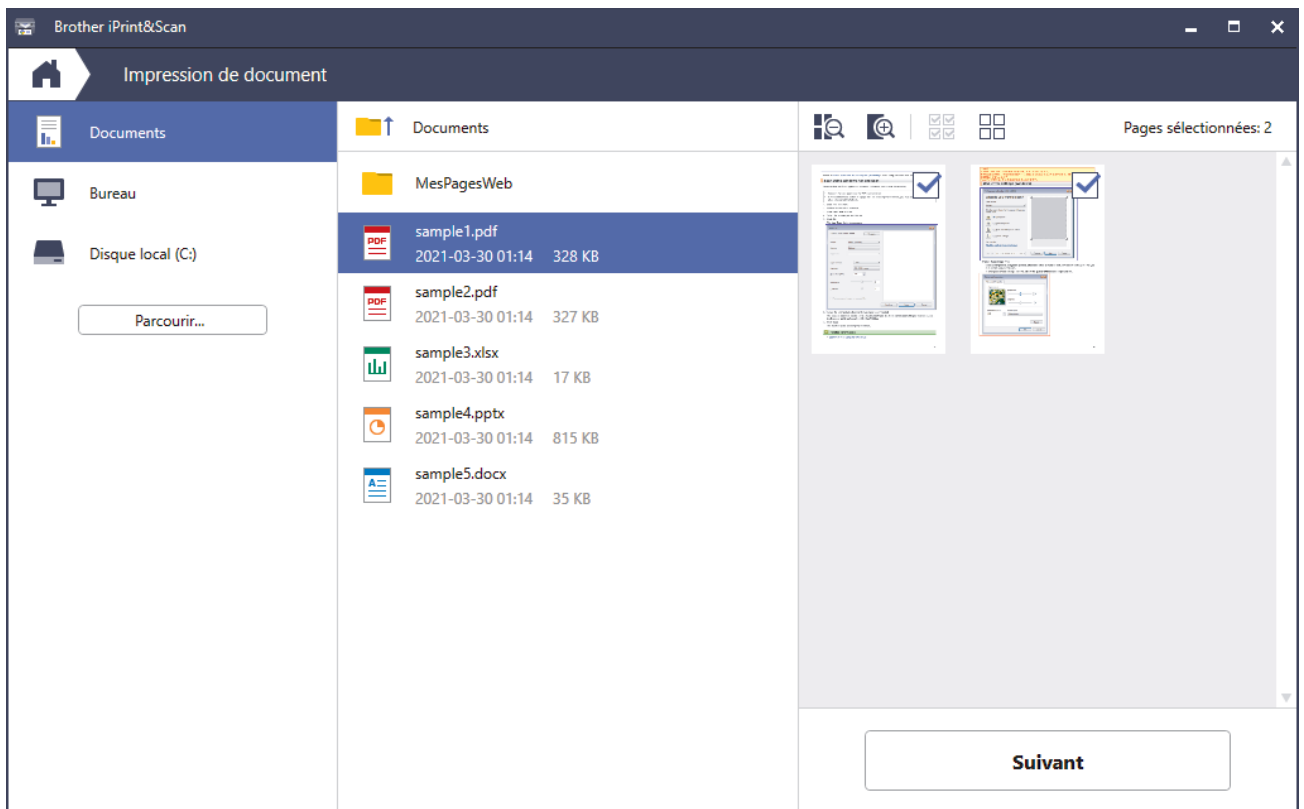 Brother iPrint&Scan
Impression de document
Documents
Bureau
Disque local (C:)
Parcourir...
Documents
MesPagesWeb
sample1.pdf
2021-03-30 01:14 328 KB
sample2.pdf
2021-03-30 01:14 327 KB
sample3.xlsx
2021-03-30 01:14 17 KB
sample4.pptx
2021-03-30 01:14 815 KB
sample5.docx
2021-03-30 01:14 35 KB
PDF
PDF
A
Pages sélectionnées: 2
Suivant